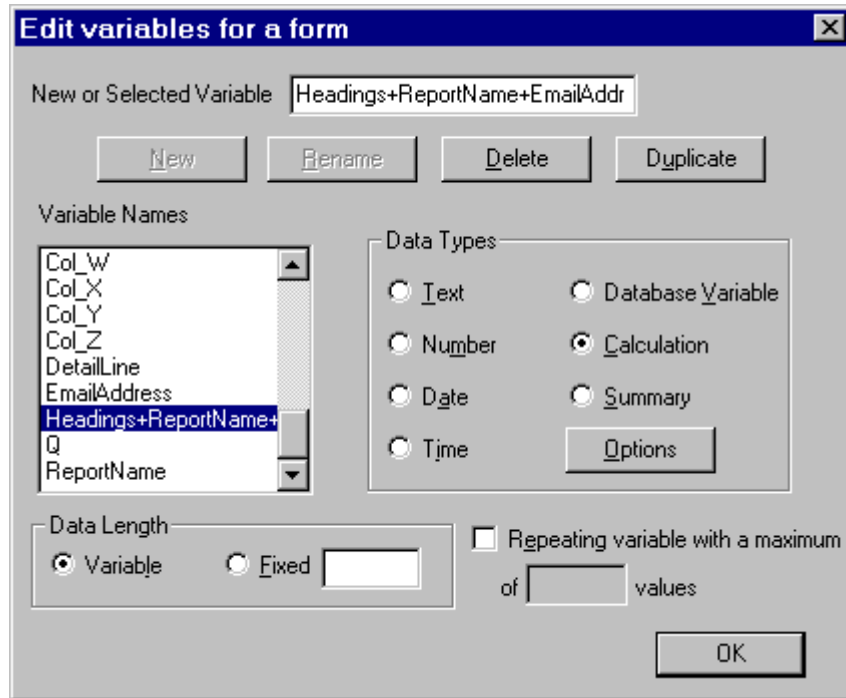 Edit variables for a form
New or Selected Variable Headings+ReportName+EmailAddr
New Rename Delete Duplicate
Variable Names
Col_W
Col_X
Col_Y
Col_Z
DetailLine
EmailAddress
Headings+ReportName+
Q
ReportName
Data Types
Text Database Variable
Number Calculation
Date Summary
Time Options
Data Length
Variable Fixed
Repeating variable with a maximum
of values
OK